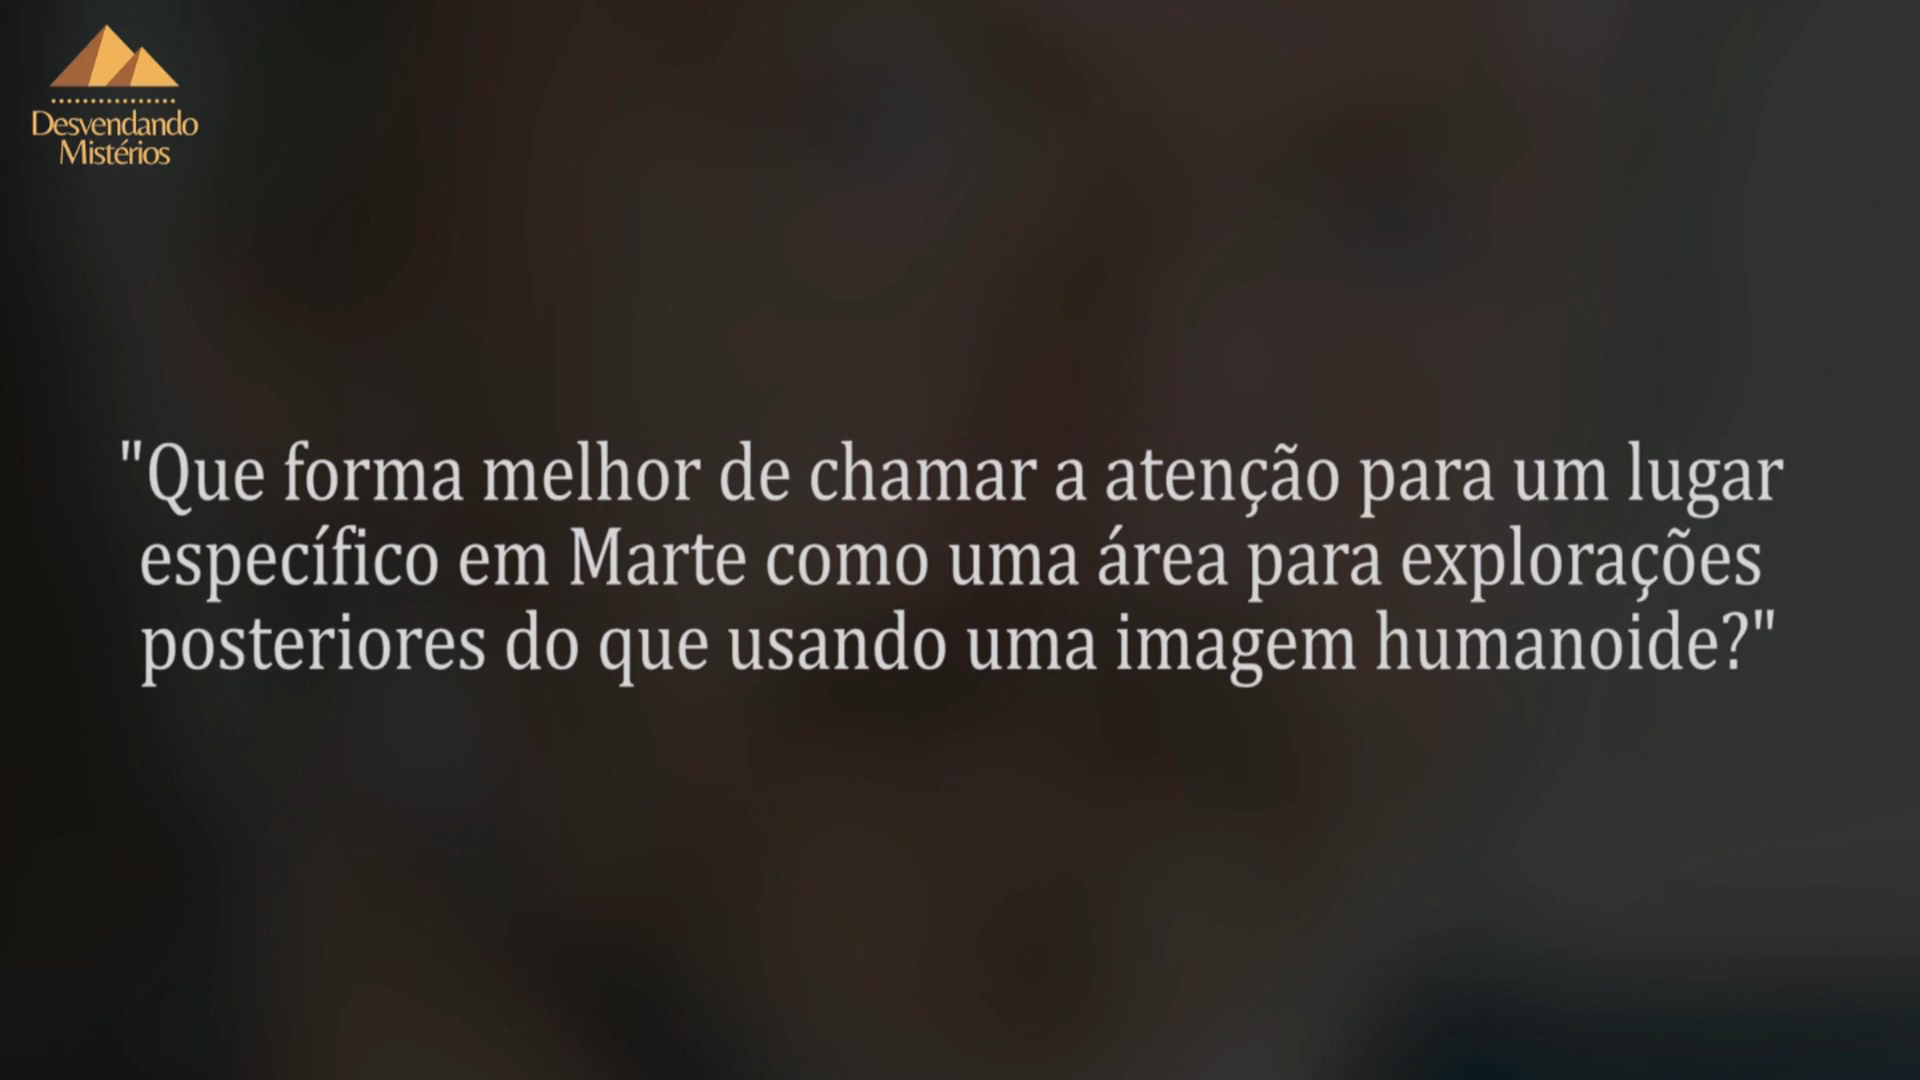 Desvendando
Mistérios
"Que forma melhor de chamar a atenção para um lugar
específico em Marte como uma área para explorações
posteriores do que usando uma imagem humanoide?"